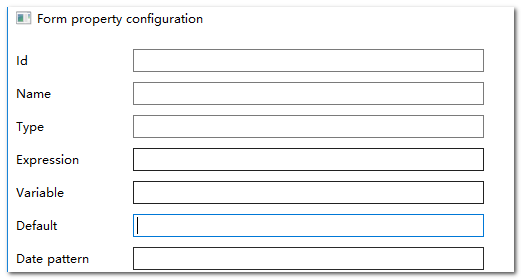 Form property configuration
Id
Name
Type
Expression
Variable
Default
Date pattern